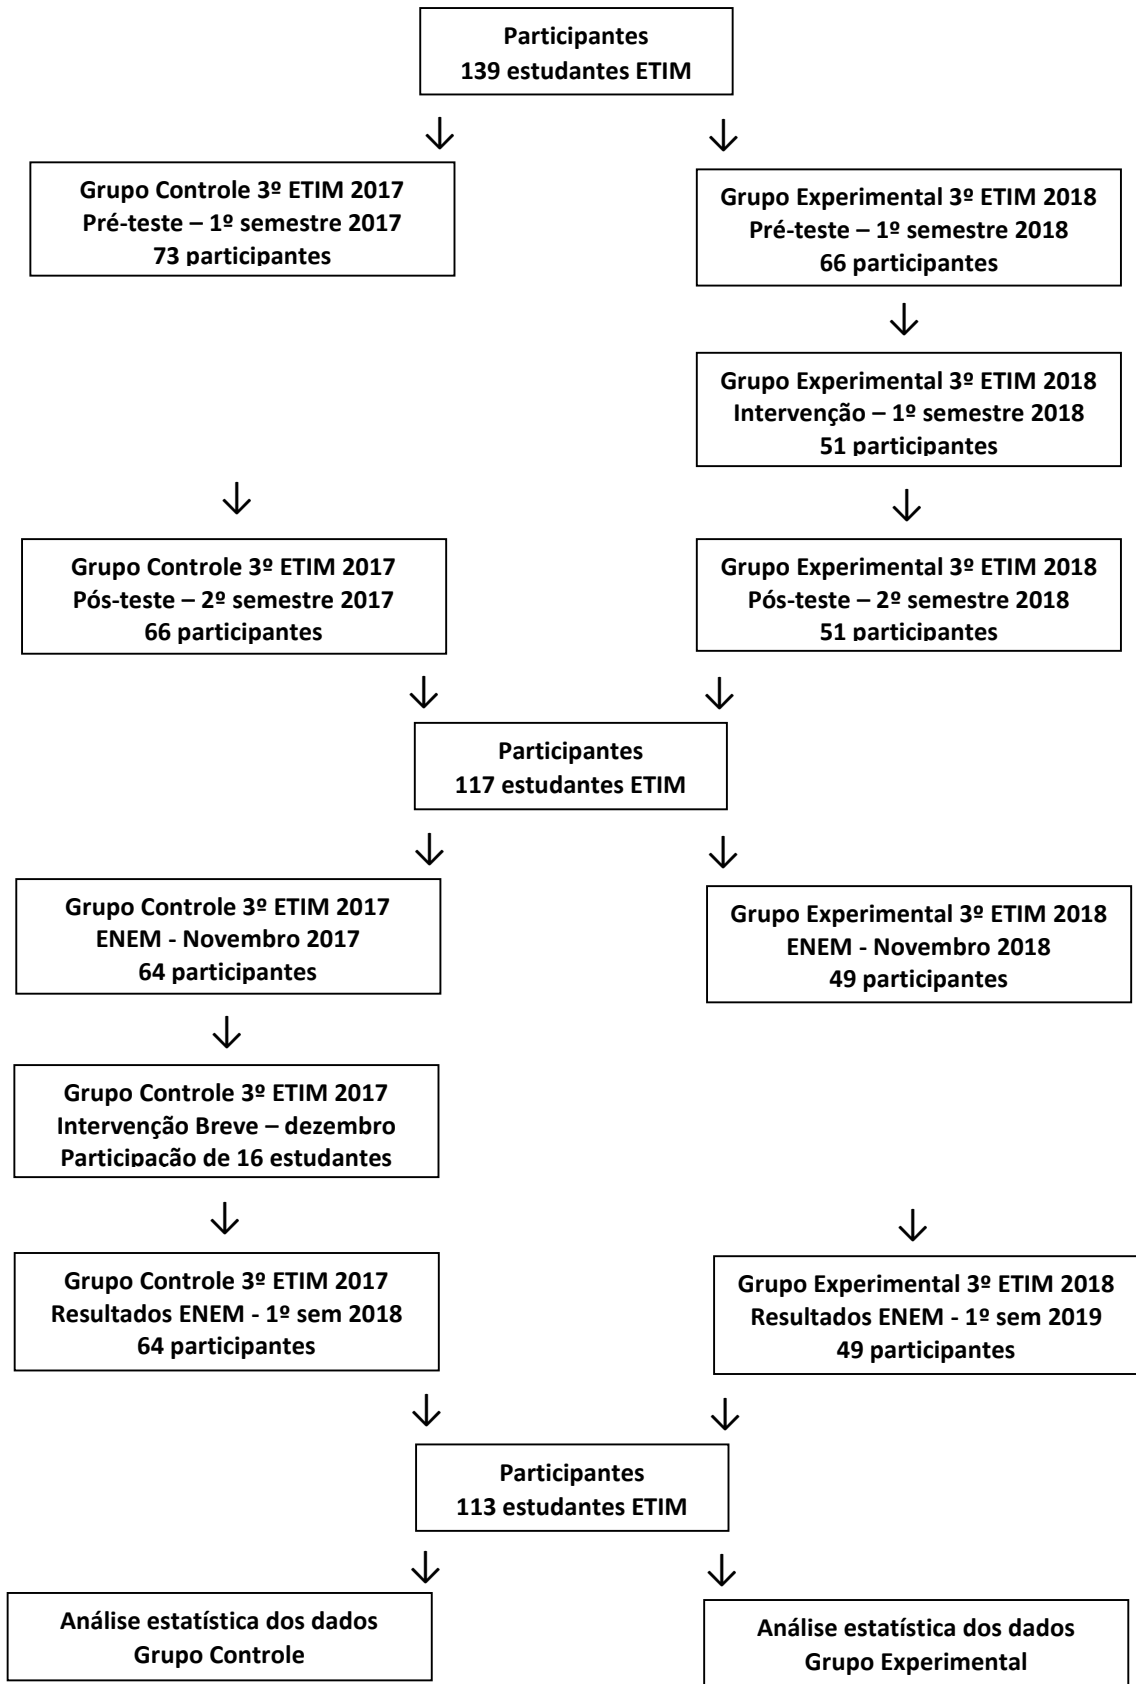 Participantes
139 estudantes ETIM
Grupo Controle 3º ETIM 2017
Pré-teste – 1º semestre 2017
73 participantes
Grupo Experimental 3º ETIM 2018
Pré-teste – 1º semestre 2018
66 participantes
Grupo Experimental 3º ETIM 2018
Intervenção – 1º semestre 2018
51 participantes
Grupo Controle 3º ETIM 2017
Pós-teste – 2º semestre 2017
66 participantes
Grupo Experimental 3º ETIM 2018
Pós-teste – 2º semestre 2018
51 participantes
Participantes
117 estudantes ETIM
Grupo Controle 3º ETIM 2017
ENEM - Novembro 2017
64 participantes
Grupo Experimental 3º ETIM 2018
ENEM - Novembro 2018
49 participantes
Grupo Controle 3º ETIM 2017
Intervenção Breve – dezembro
Participação de 16 estudantes
Grupo Controle 3º ETIM 2017
Resultados ENEM - 1º sem 2018
64 participantes
Grupo Experimental 3º ETIM 2018
Resultados ENEM - 1º sem 2019
49 participantes
Participantes
113 estudantes ETIM
Análise estatística dos dados
Grupo Controle
Análise estatística dos dados
Grupo Experimental